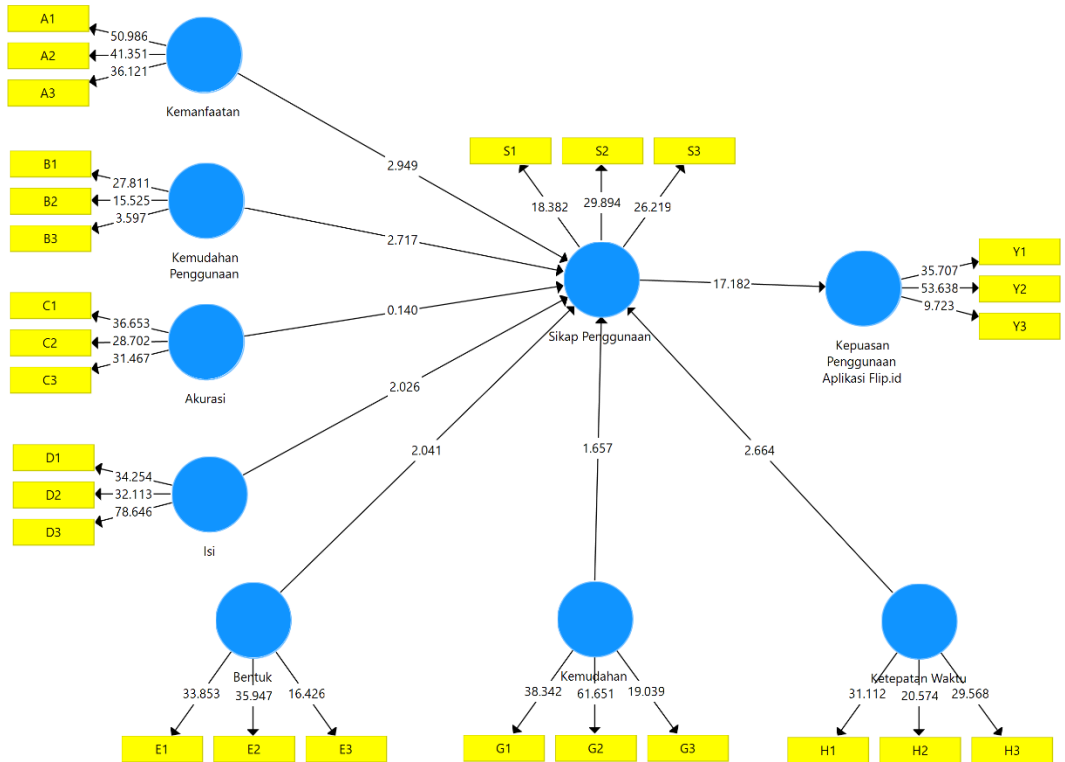 A1
50.986
A2
41.351
A3
36.121
Kemanfaatan
B1
27.811
B2
15.525
B3
3.597
Kemudahan
Penggunaan
C1
36.653
C2
28.702
C3
31.467
Akurasi
D1
34.254
D2
32.113
D3
78.646
Isi
2.949
2.717
0.140
2.026
2.041
1.657
2.664
S1
S2
S3
18.382
29.894
26.219
Sikap Penggunaan
17.182
Y1
35.707
Y2
53.638
Y3
9.723
Kepuasan
Penggunaan
Aplikasi Flip.id
Bentuk
33.853
35.947
16.426
E1
E2
E3
Kemudahan
38.342
61.651
19.039
G1
G2
G3
Ketepatan Waktu
31.112
20.574
29.568
H1
H2
H3